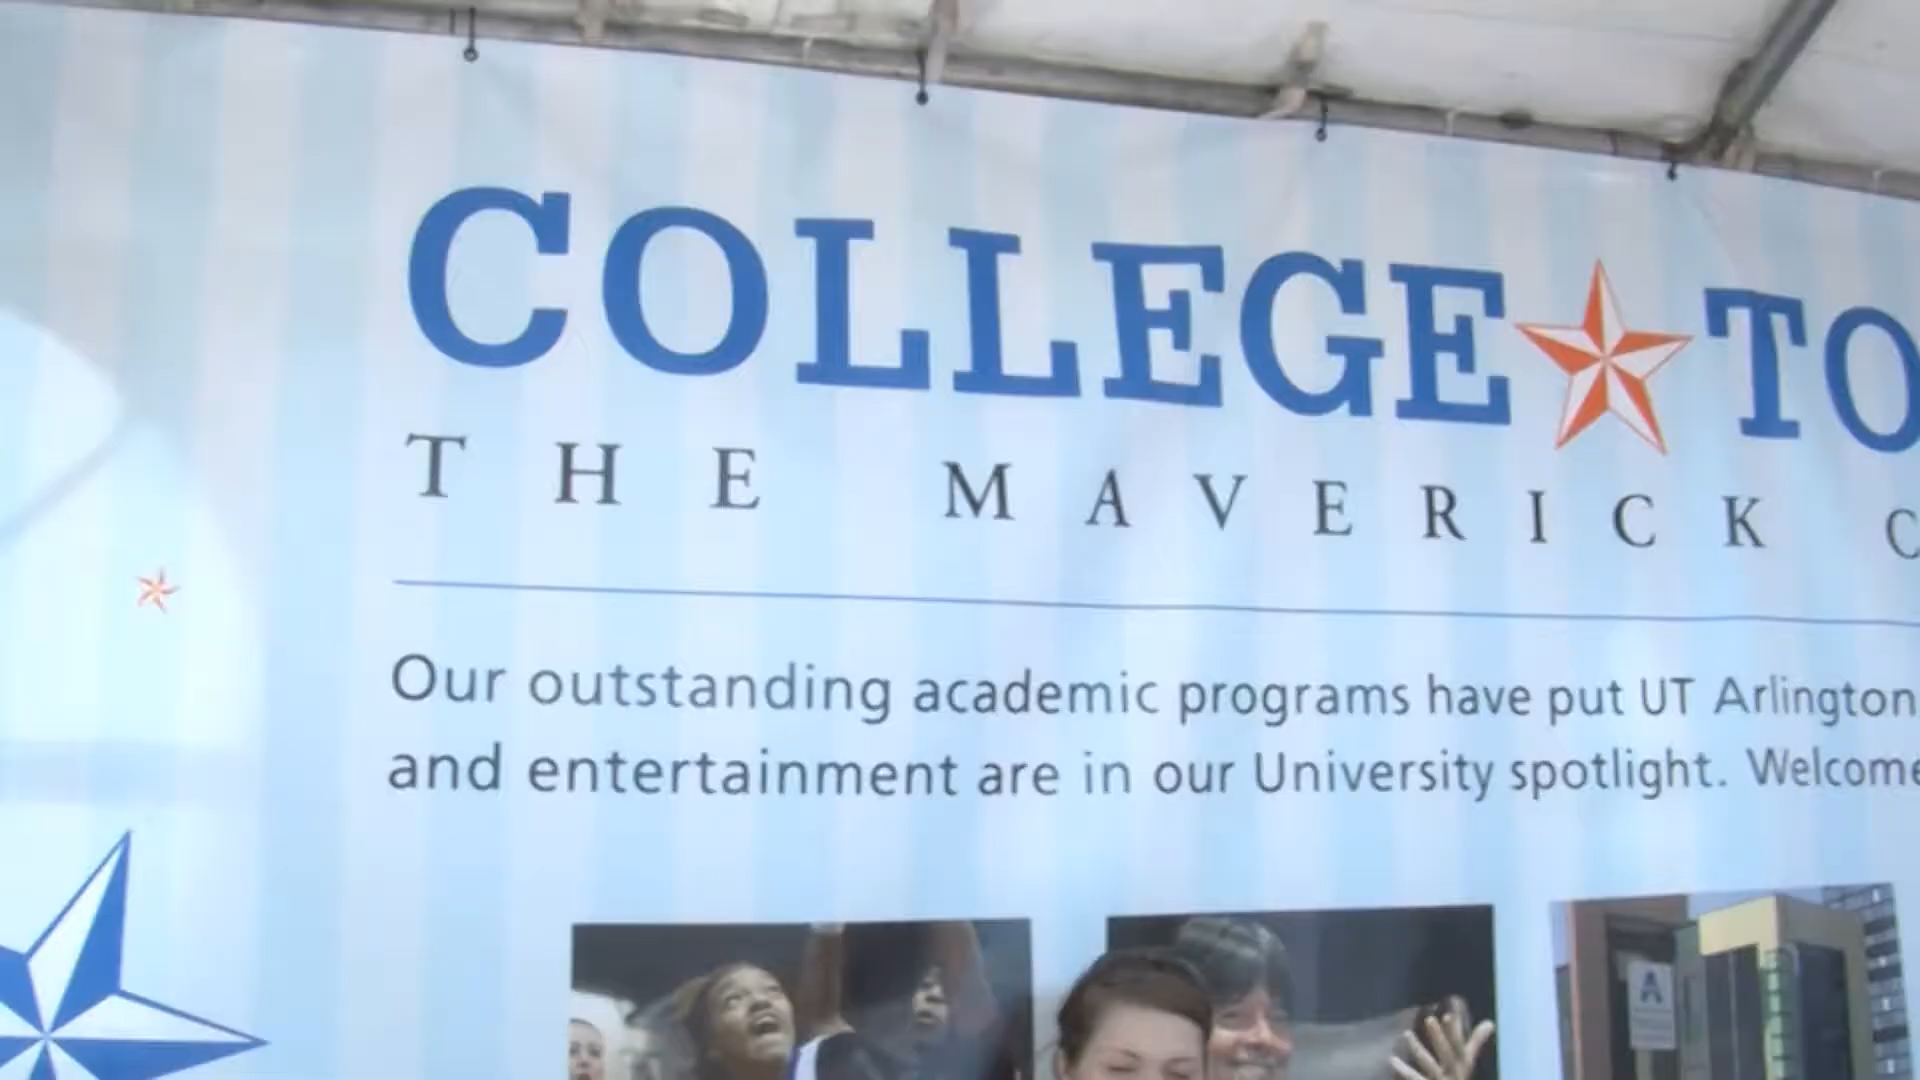 COLLEGE TO
THE MAVERICK C
Our outstanding academic programs have put UT Arlington
and entertainment are in our University spotlight. Welcome
A